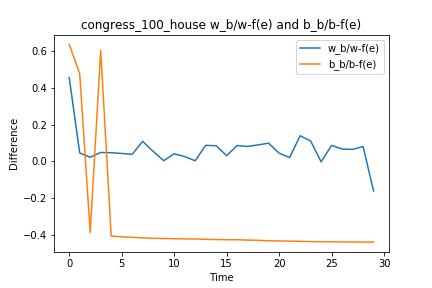 congress_100_house w_b/w-f(e) and b_b/b-f(e)
w_b/w-f(e)
b_b/b-f(e)
Difference
0.6
0.4
0.2
0.0
−0.2
−0.4
0 5 10 15 20 25 30
Time